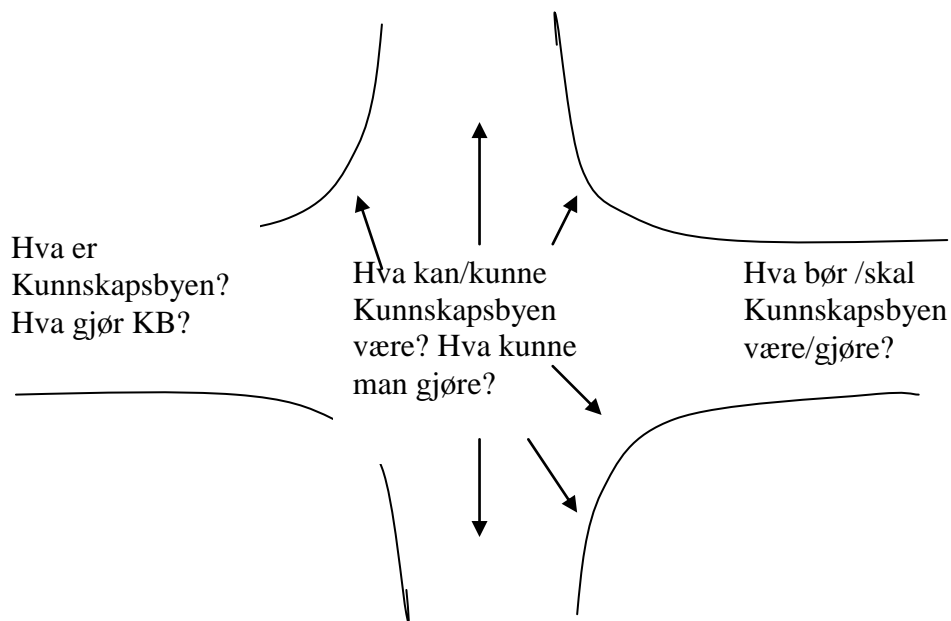 Hva er
Kunnskapsbyen?
Hva gjør KB?
Hva kan/kunne
Kunnskapsbyen
være? Hva kunne
man gjøre?
Hva bør /skal
Kunnskapsbyen
være/gjøre?